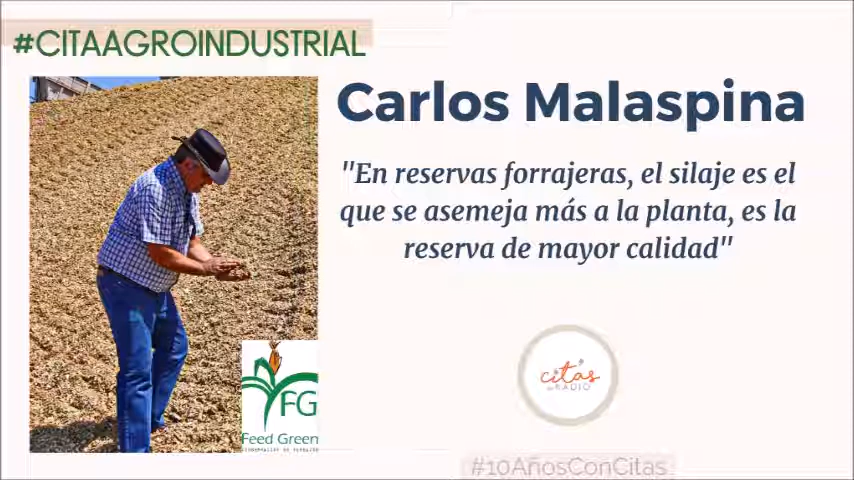 #CITAAGROINDUSTRIAL
Carlos Malaspina
"En reservas forrajeras, el silaje es el
que se asemeja más a la planta, es la
reserva de mayor calidad"
FG
Feed Green
citas
RADIO
#10AñosConCitas